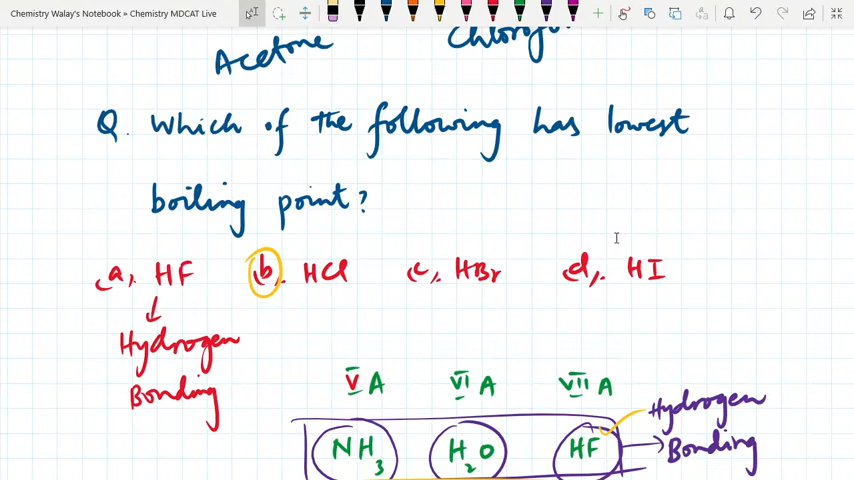 Chemistry Walay's Notebook » Chemistry MDCAT Live
Acetone
Q. Which of the following has lowest
boiling point?
a, HF b, HCl c, HBr d, HI
Hydrogen
Bonding
VA VIA VIIA
NH3 H2O HF Hydrogen
Bonding